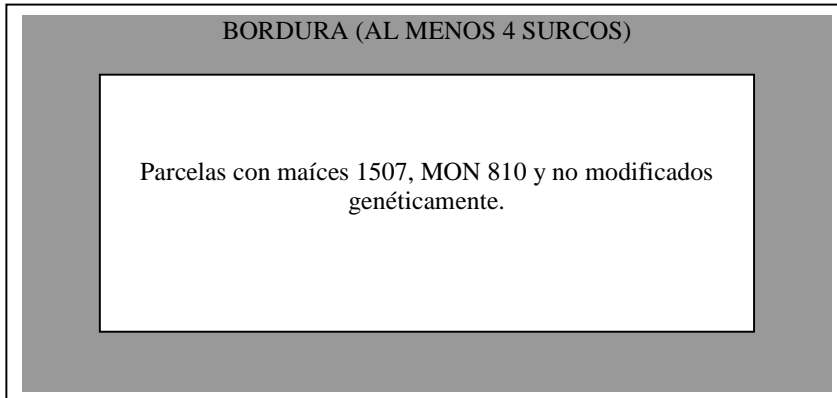 BORDURA (AL MENOS 4 SURCOS)
Parcelas con maíces 1507, MON 810 y no modificados
genéticamente.